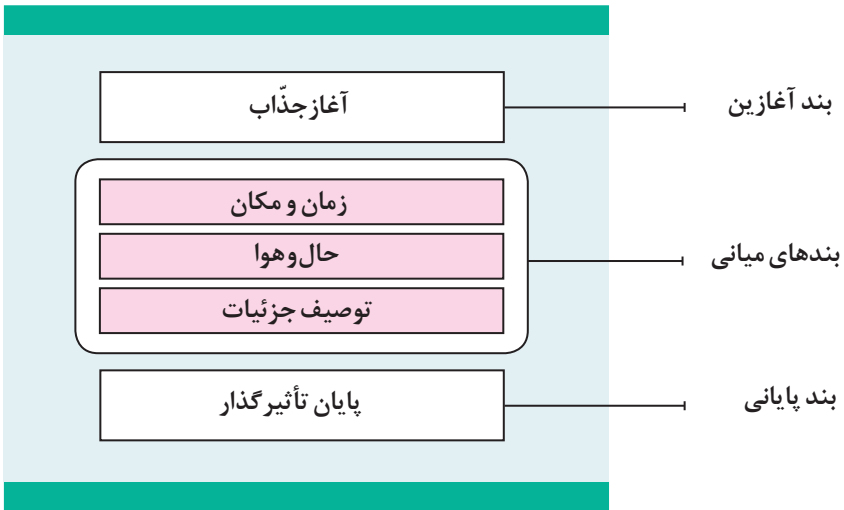 بند آغازین
آغاز جذّاب
بندهای میانی
زمان و مکان
حال‌وهوا
توصیف جزئیات
بند پایانی
پایان تأثیرگذار